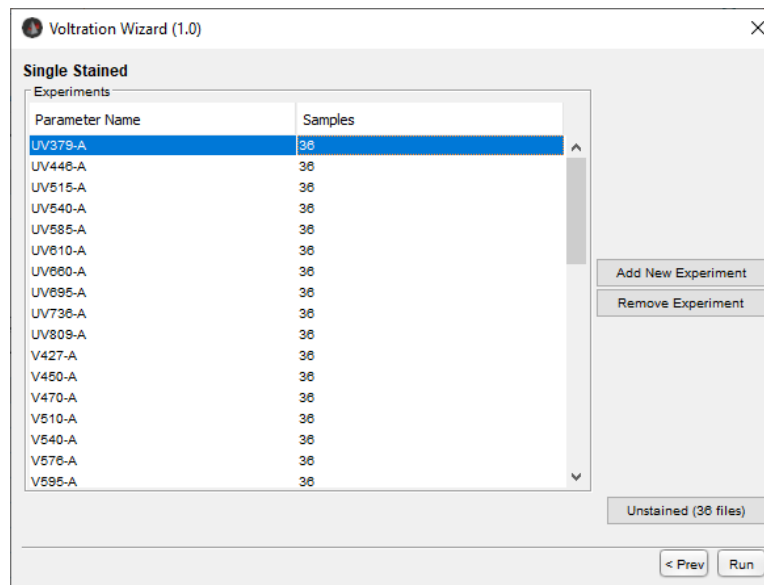 Voltration Wizard (1.0)
Single Stained
Experiments
Parameter Name Samples
UV379-A 36
UV446-A 36
UV515-A 36
UV540-A 36
UV585-A 36
UV610-A 36
UV660-A 36
UV695-A 36
UV736-A 36
UV809-A 36
V427-A 36
V450-A 36
V470-A 36
V510-A 36
V540-A 36
V576-A 36
V595-A 36
Add New Experiment
Remove Experiment
Unstained (36 files)
< Prev Run